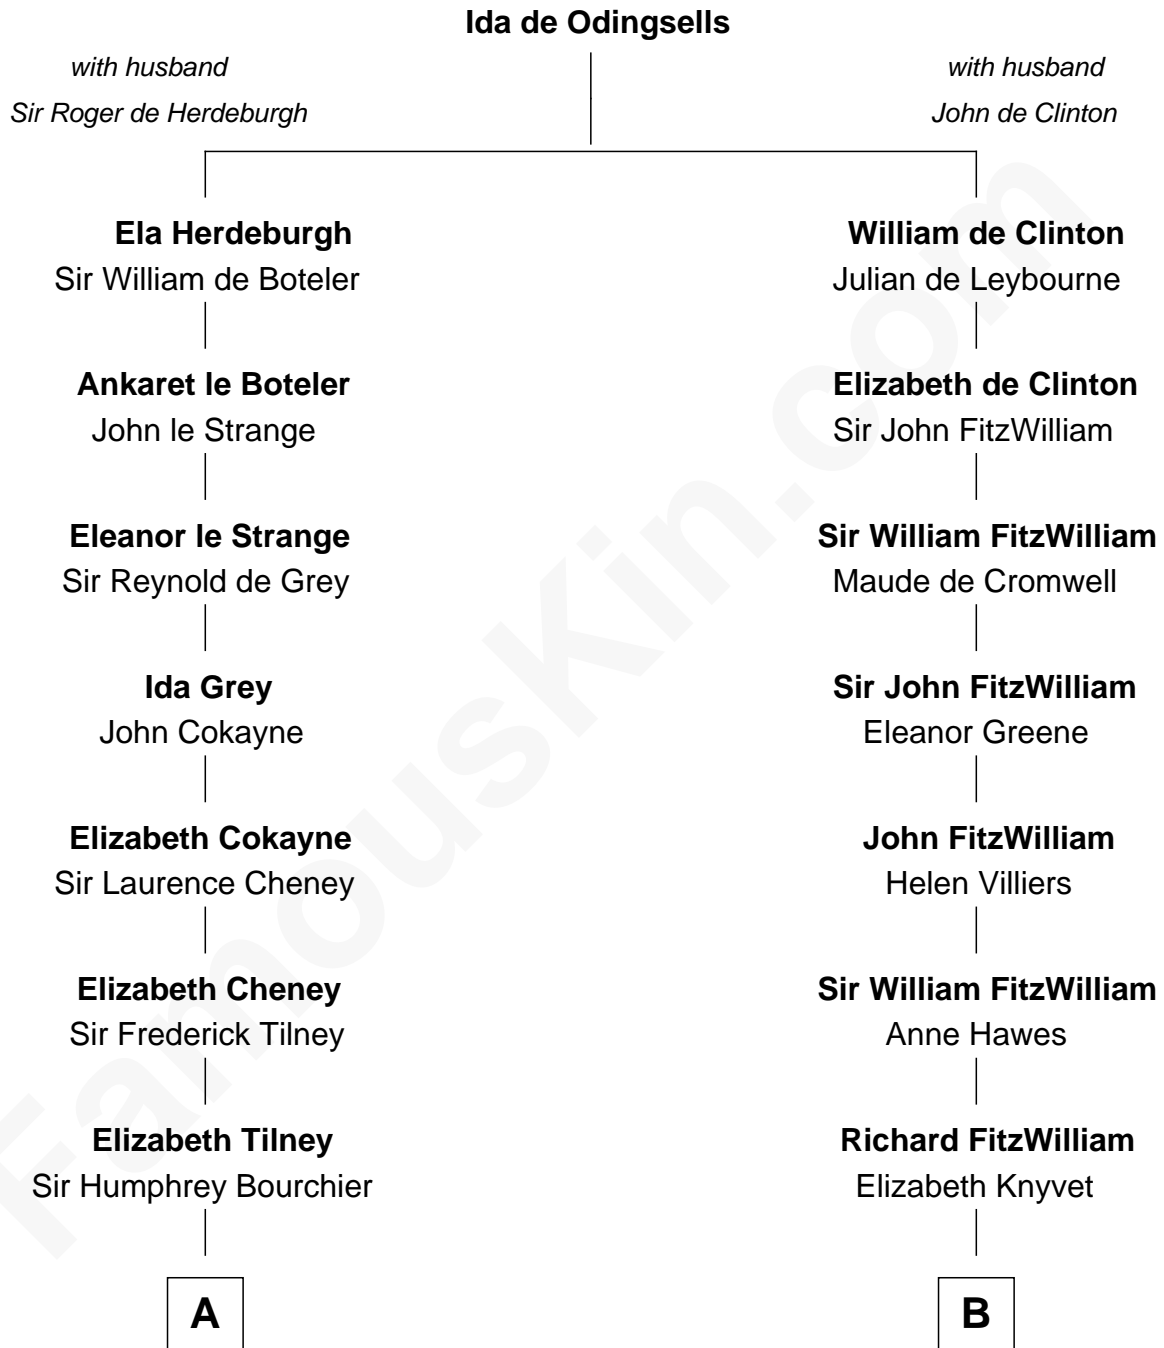 Ida de Odingsells
with husband
Sir Roger de Herdeburgh
with husband
John de Clinton
Ela Herdeburgh
Sir William de Boteler
William de Clinton
Julian de Leybourne
Ankaret le Boteler
John le Strange
Elizabeth de Clinton
Sir John FitzWilliam
Eleanor le Strange
Sir Reynold de Grey
Sir William FitzWilliam
Maude de Cromwell
Ida Grey
John Cokayne
Sir John FitzWilliam
Eleanor Greene
Elizabeth Cokayne
Sir Laurence Cheney
John FitzWilliam
Helen Villiers
Elizabeth Cheney
Sir Frederick Tilney
Sir William FitzWilliam
Anne Hawes
Elizabeth Tilney
Sir Humphrey Bourchier
Richard FitzWilliam
Elizabeth Knyvet
A
B
FamousKin.com